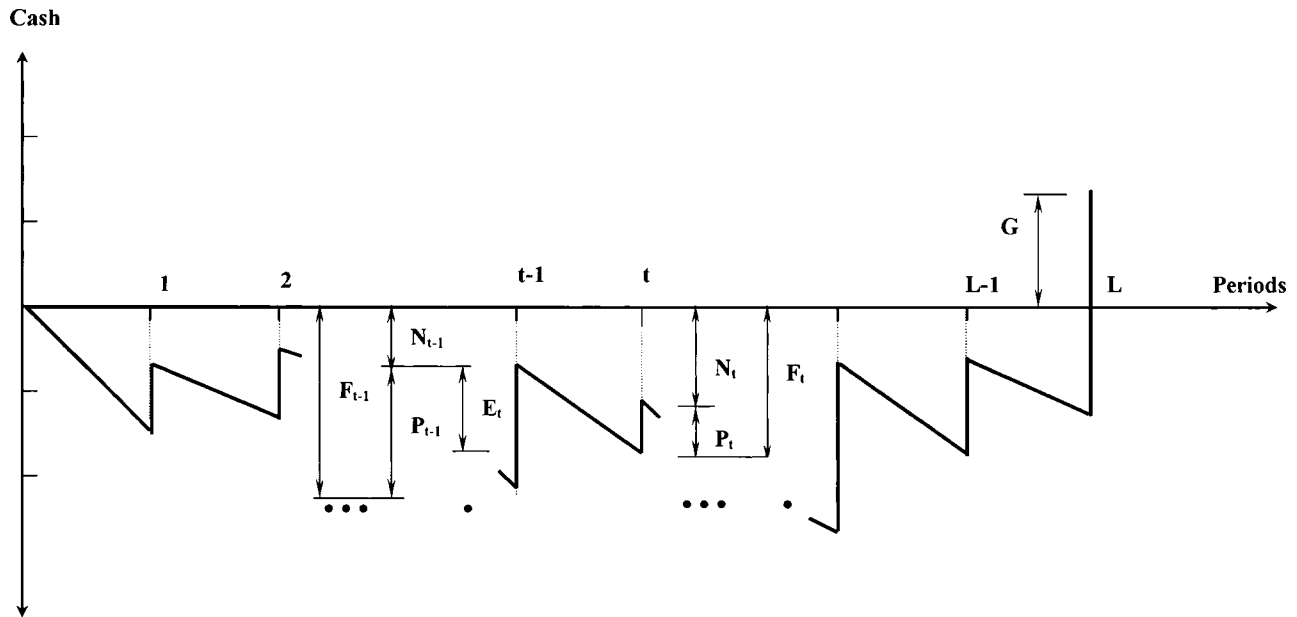 Cash
G
1
2
t-1
t
L-1
L
Periods
N_{t-1}
F_{t-1}
P_{t-1}
E_t
N_t
F_t
P_t